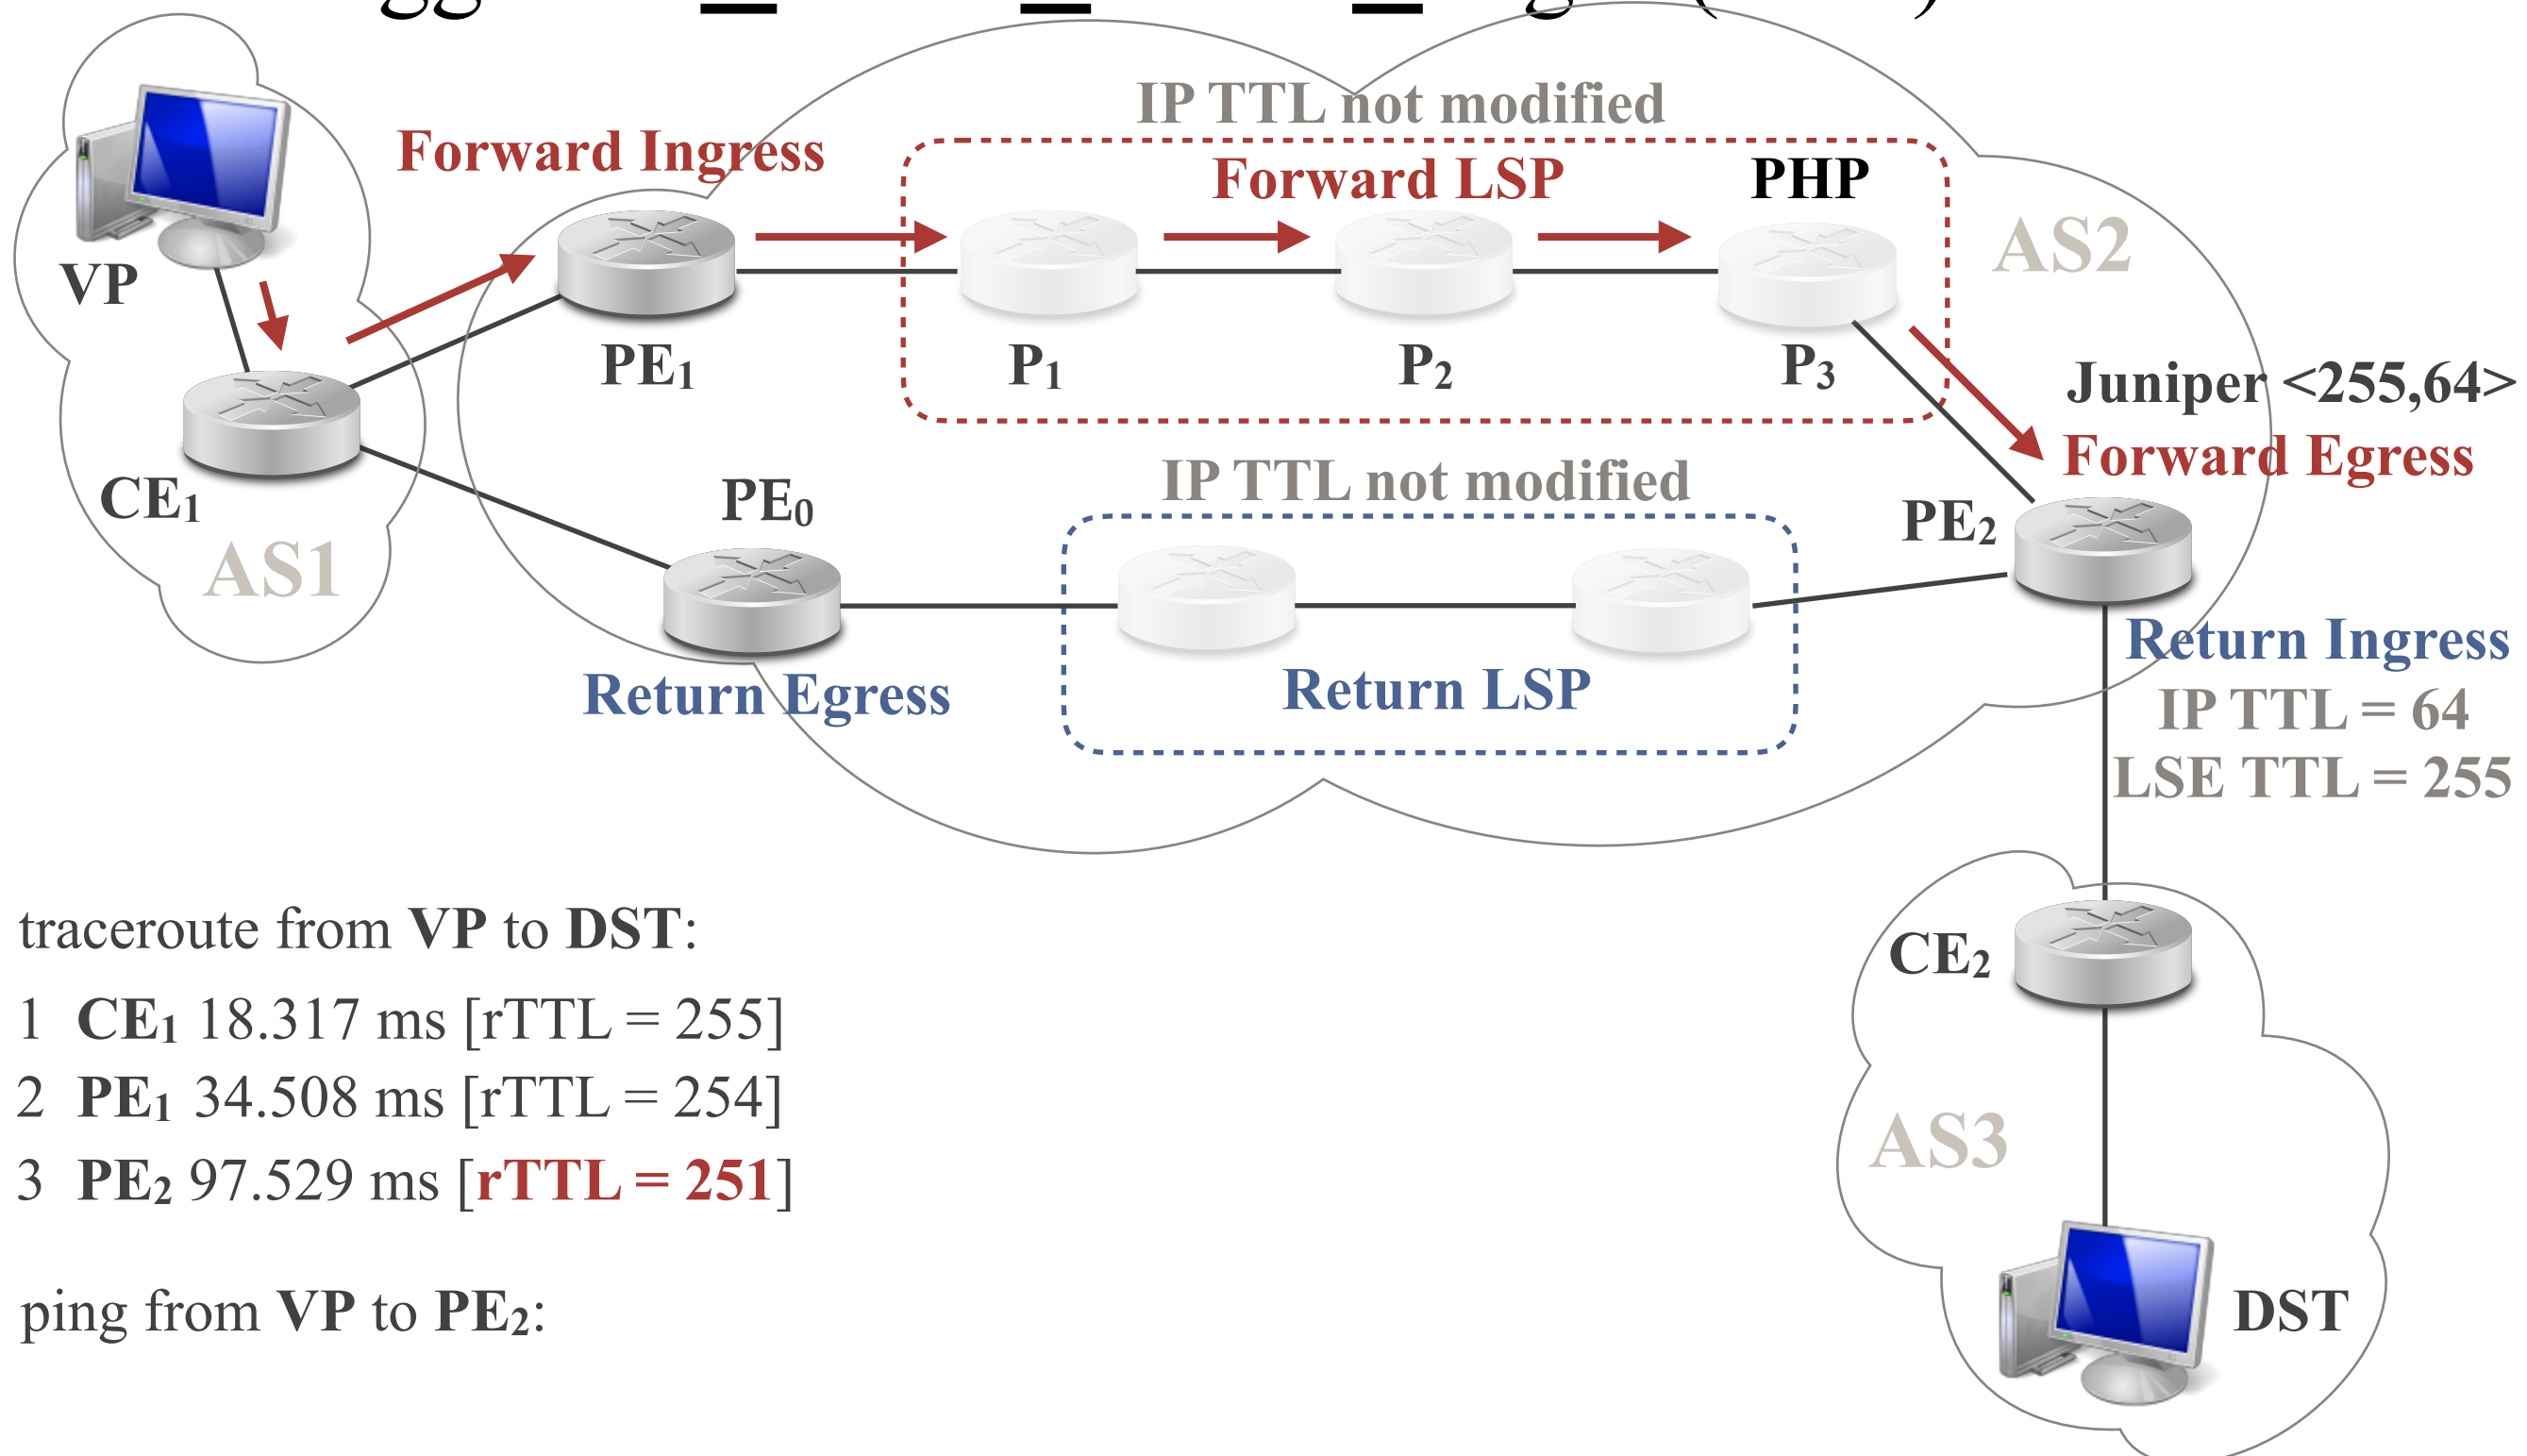 IP TTL not modified
Forward Ingress
Forward LSP
PHP
AS2
VP
PE1
P1
P2
P3
Juniper <255,64>
Forward Egress
CE1
AS1
PE0
IP TTL not modified
PE2
Return Egress
Return LSP
Return Ingress
IP TTL = 64
LSE TTL = 255
traceroute from VP to DST:
1 CE1 18.317 ms [rTTL = 255]
2 PE1 34.508 ms [rTTL = 254]
3 PE2 97.529 ms [rTTL = 251]
CE2
AS3
ping from VP to PE2:
DST